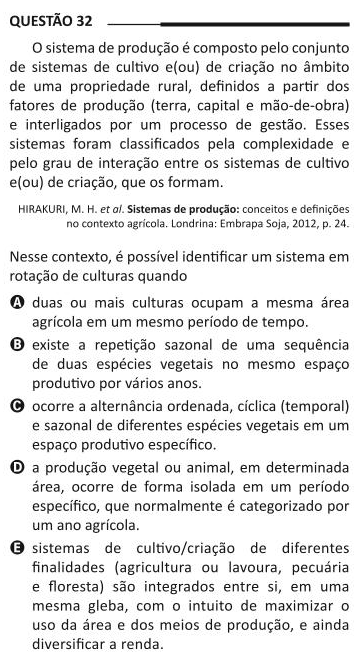 QUESTÃO 32
O sistema de produção é composto pelo conjunto
de sistemas de cultivo e(ou) de criação no âmbito
de uma propriedade rural, definidos a partir dos
fatores de produção (terra, capital e mão-de-obra)
e interligados por um processo de gestão. Esses
sistemas foram classificados pela complexidade e
pelo grau de interação entre os sistemas de cultivo
e(ou) de criação, que os formam.
HIRAKURI, M. H. et al. Sistemas de produção: conceitos e definições
no contexto agrícola. Londrina: Embrapa Soja, 2012, p. 24.
Nesse contexto, é possível identificar um sistema em
rotação de culturas quando
A duas ou mais culturas ocupam a mesma área
agrícola em um mesmo período de tempo.
B existe a repetição sazonal de uma sequência
de duas espécies vegetais no mesmo espaço
produtivo por vários anos.
C ocorre a alternância ordenada, cíclica (temporal)
e sazonal de diferentes espécies vegetais em um
espaço produtivo específico.
D a produção vegetal ou animal, em determinada
área, ocorre de forma isolada em um período
específico, que normalmente é categorizado por
um ano agrícola.
E sistemas de cultivo/criação de diferentes
finalidades (agricultura ou lavoura, pecuária
e floresta) são integrados entre si, em uma
mesma gleba, com o intuito de maximizar o
uso da área e dos meios de produção, e ainda
diversificar a renda.